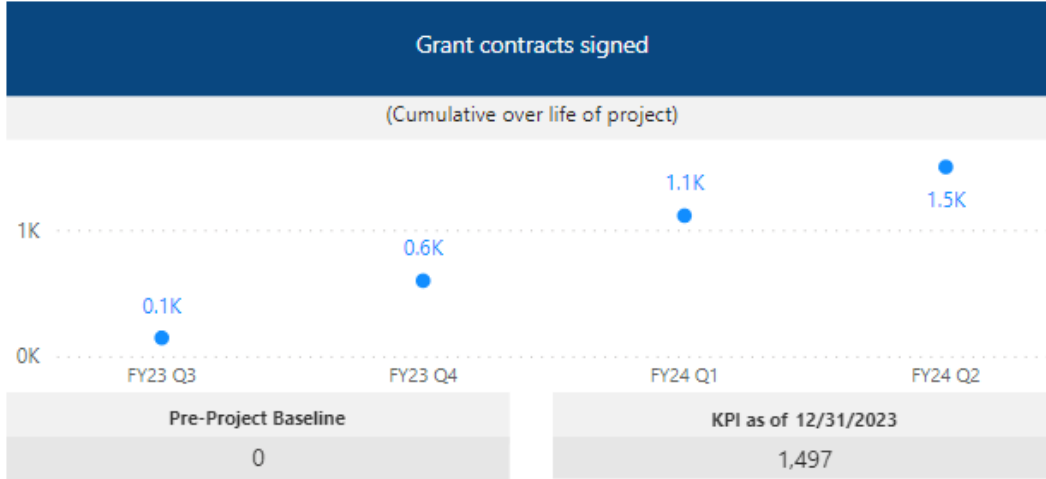 Grant contracts signed
(Cumulative over life of project)
1.1K
1.5K
1K
0.6K
0.1K
0K
FY23 Q3 FY23 Q4 FY24 Q1 FY24 Q2
Pre-Project Baseline KPI as of 12/31/2023
0 1,497